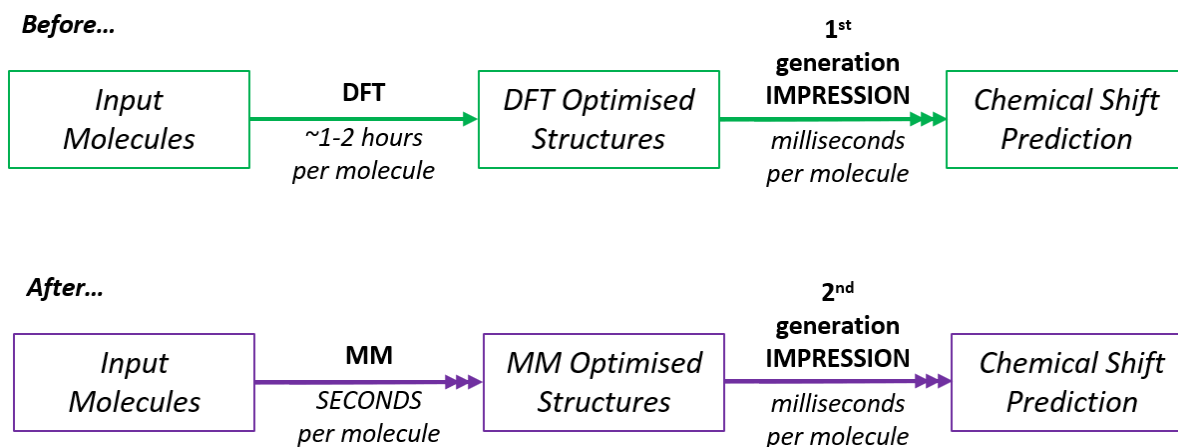 Before...
Input
Molecules
DFT
~1-2 hours
per molecule
DFT Optimised
Structures
1st
generation
IMPRESSION
milliseconds
per molecule
Chemical Shift
Prediction
After...
Input
Molecules
MM
SECONDS
per molecule
MM Optimised
Structures
2nd
generation
IMPRESSION
milliseconds
per molecule
Chemical Shift
Prediction